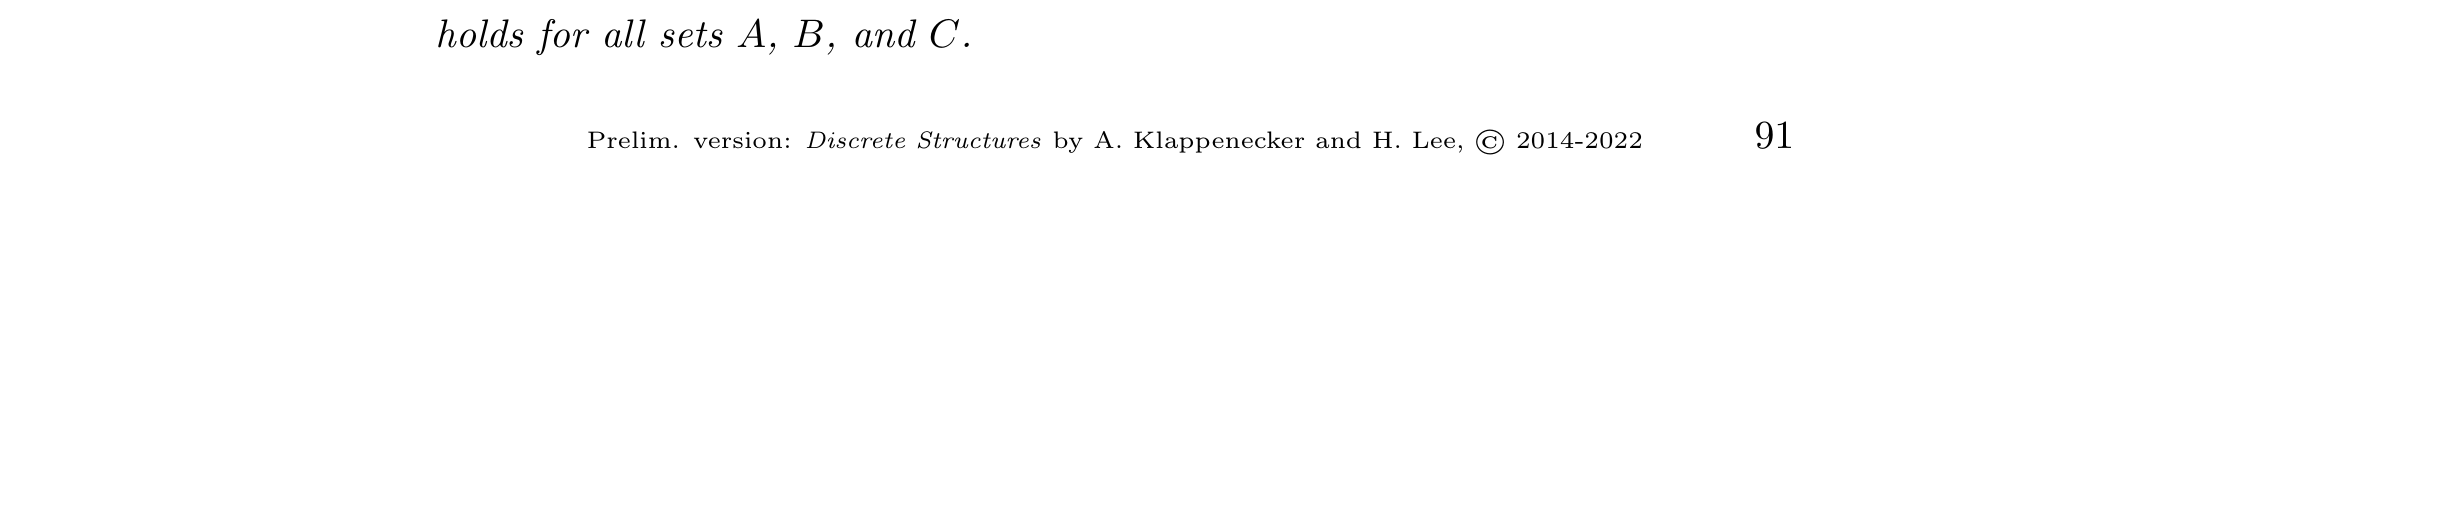 holds for all sets A, B, and C.
Prelim. version: Discrete Structures by A. Klappenecker and H. Lee, © 2014-2022 91